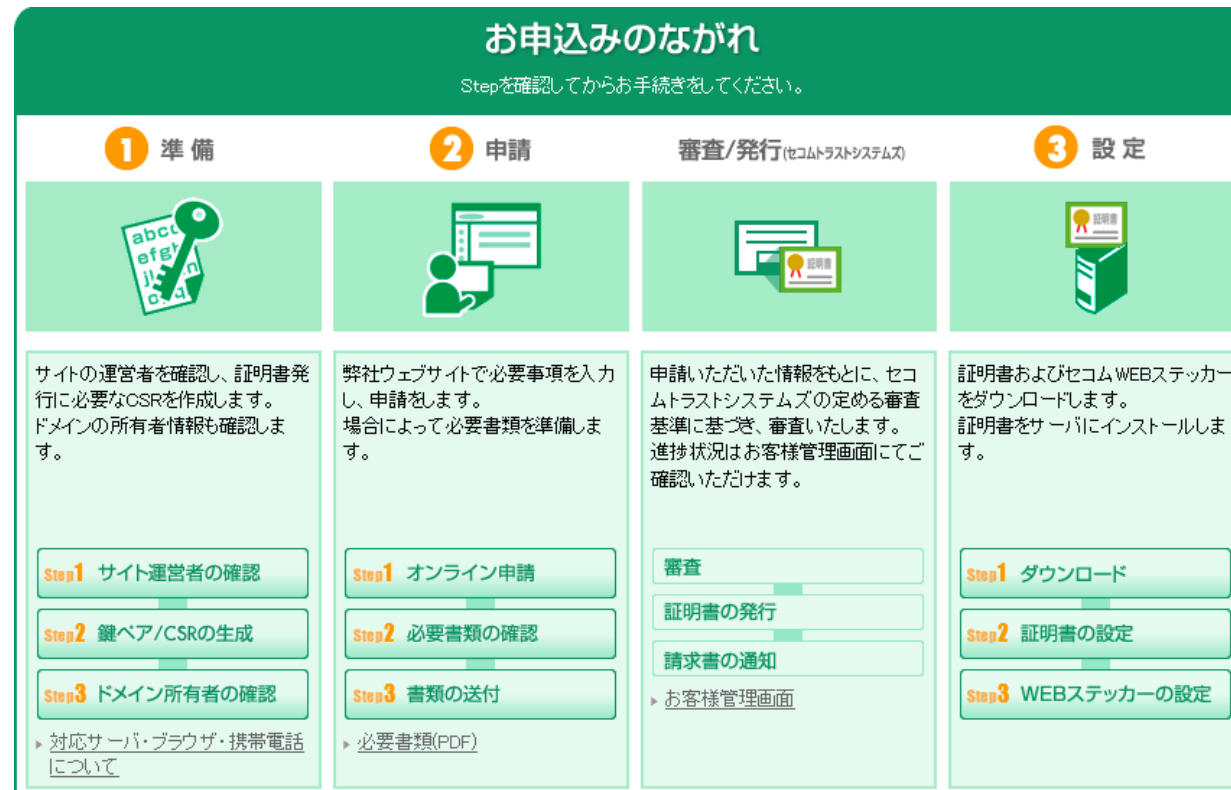 お申込みのながれ
Stepを確認してからお手続きをしてください。
1 準備
abcd
efgh
証明書
サイトの運営者を確認し、証明書発
行に必要なCSRを作成します。
ドメインの所有者情報も確認しま
す。
Step1 サイト運営者の確認
Step2 鍵ペア/CSRの生成
Step3 ドメイン所有者の確認
対応サーバ・ブラウザ・携帯電話
について
2 申請
弊社ウェブサイトで必要事項を入力
し、申請をします。
場合によって必要書類を準備しま
す。
Step1 オンライン申請
Step2 必要書類の確認
Step3 書類の送付
必要書類(PDF)
審査/発行(セコムトラストシステムズ)
証明書
申請いただいた情報をもとに、セコ
ムトラストシステムズの定める審査
基準に基づき、審査いたします。
進捗状況はお客様管理画面にてご
確認いただけます。
審査
証明書の発行
請求書の通知
お客様管理画面
3 設定
証明書およびセコムWEBステッカー
をダウンロードします。
証明書をサーバにインストールしま
す。
Step1 ダウンロード
Step2 証明書の設定
Step3 WEBステッカーの設定